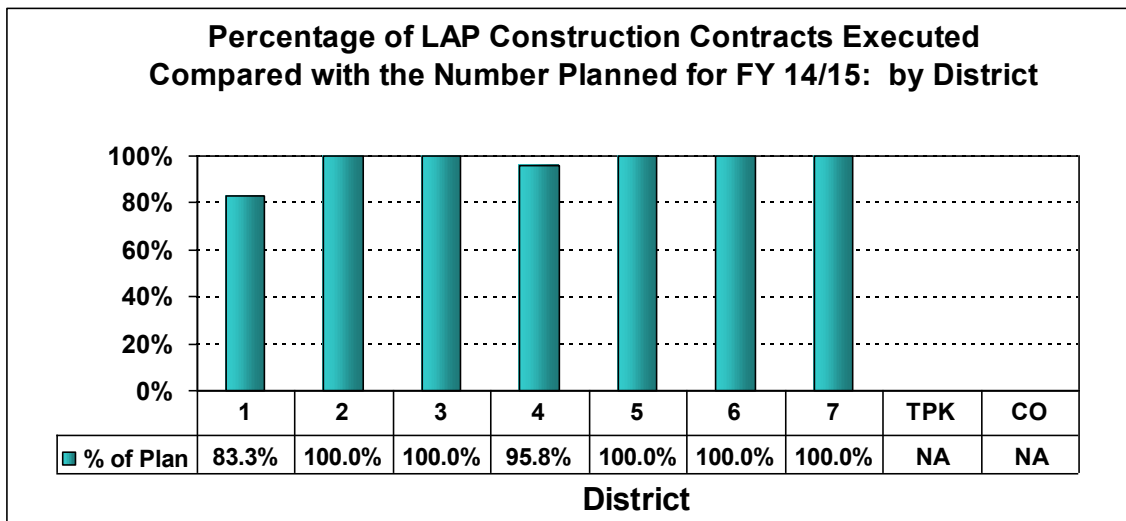 Percentage of LAP Construction Contracts Executed
Compared with the Number Planned for FY 14/15:  by District
100%
80%
60%
40%
20%
0%
1 2 3 4 5 6 7 TPK CO
% of Plan 83.3% 100.0% 100.0% 95.8% 100.0% 100.0% 100.0% NA NA
District